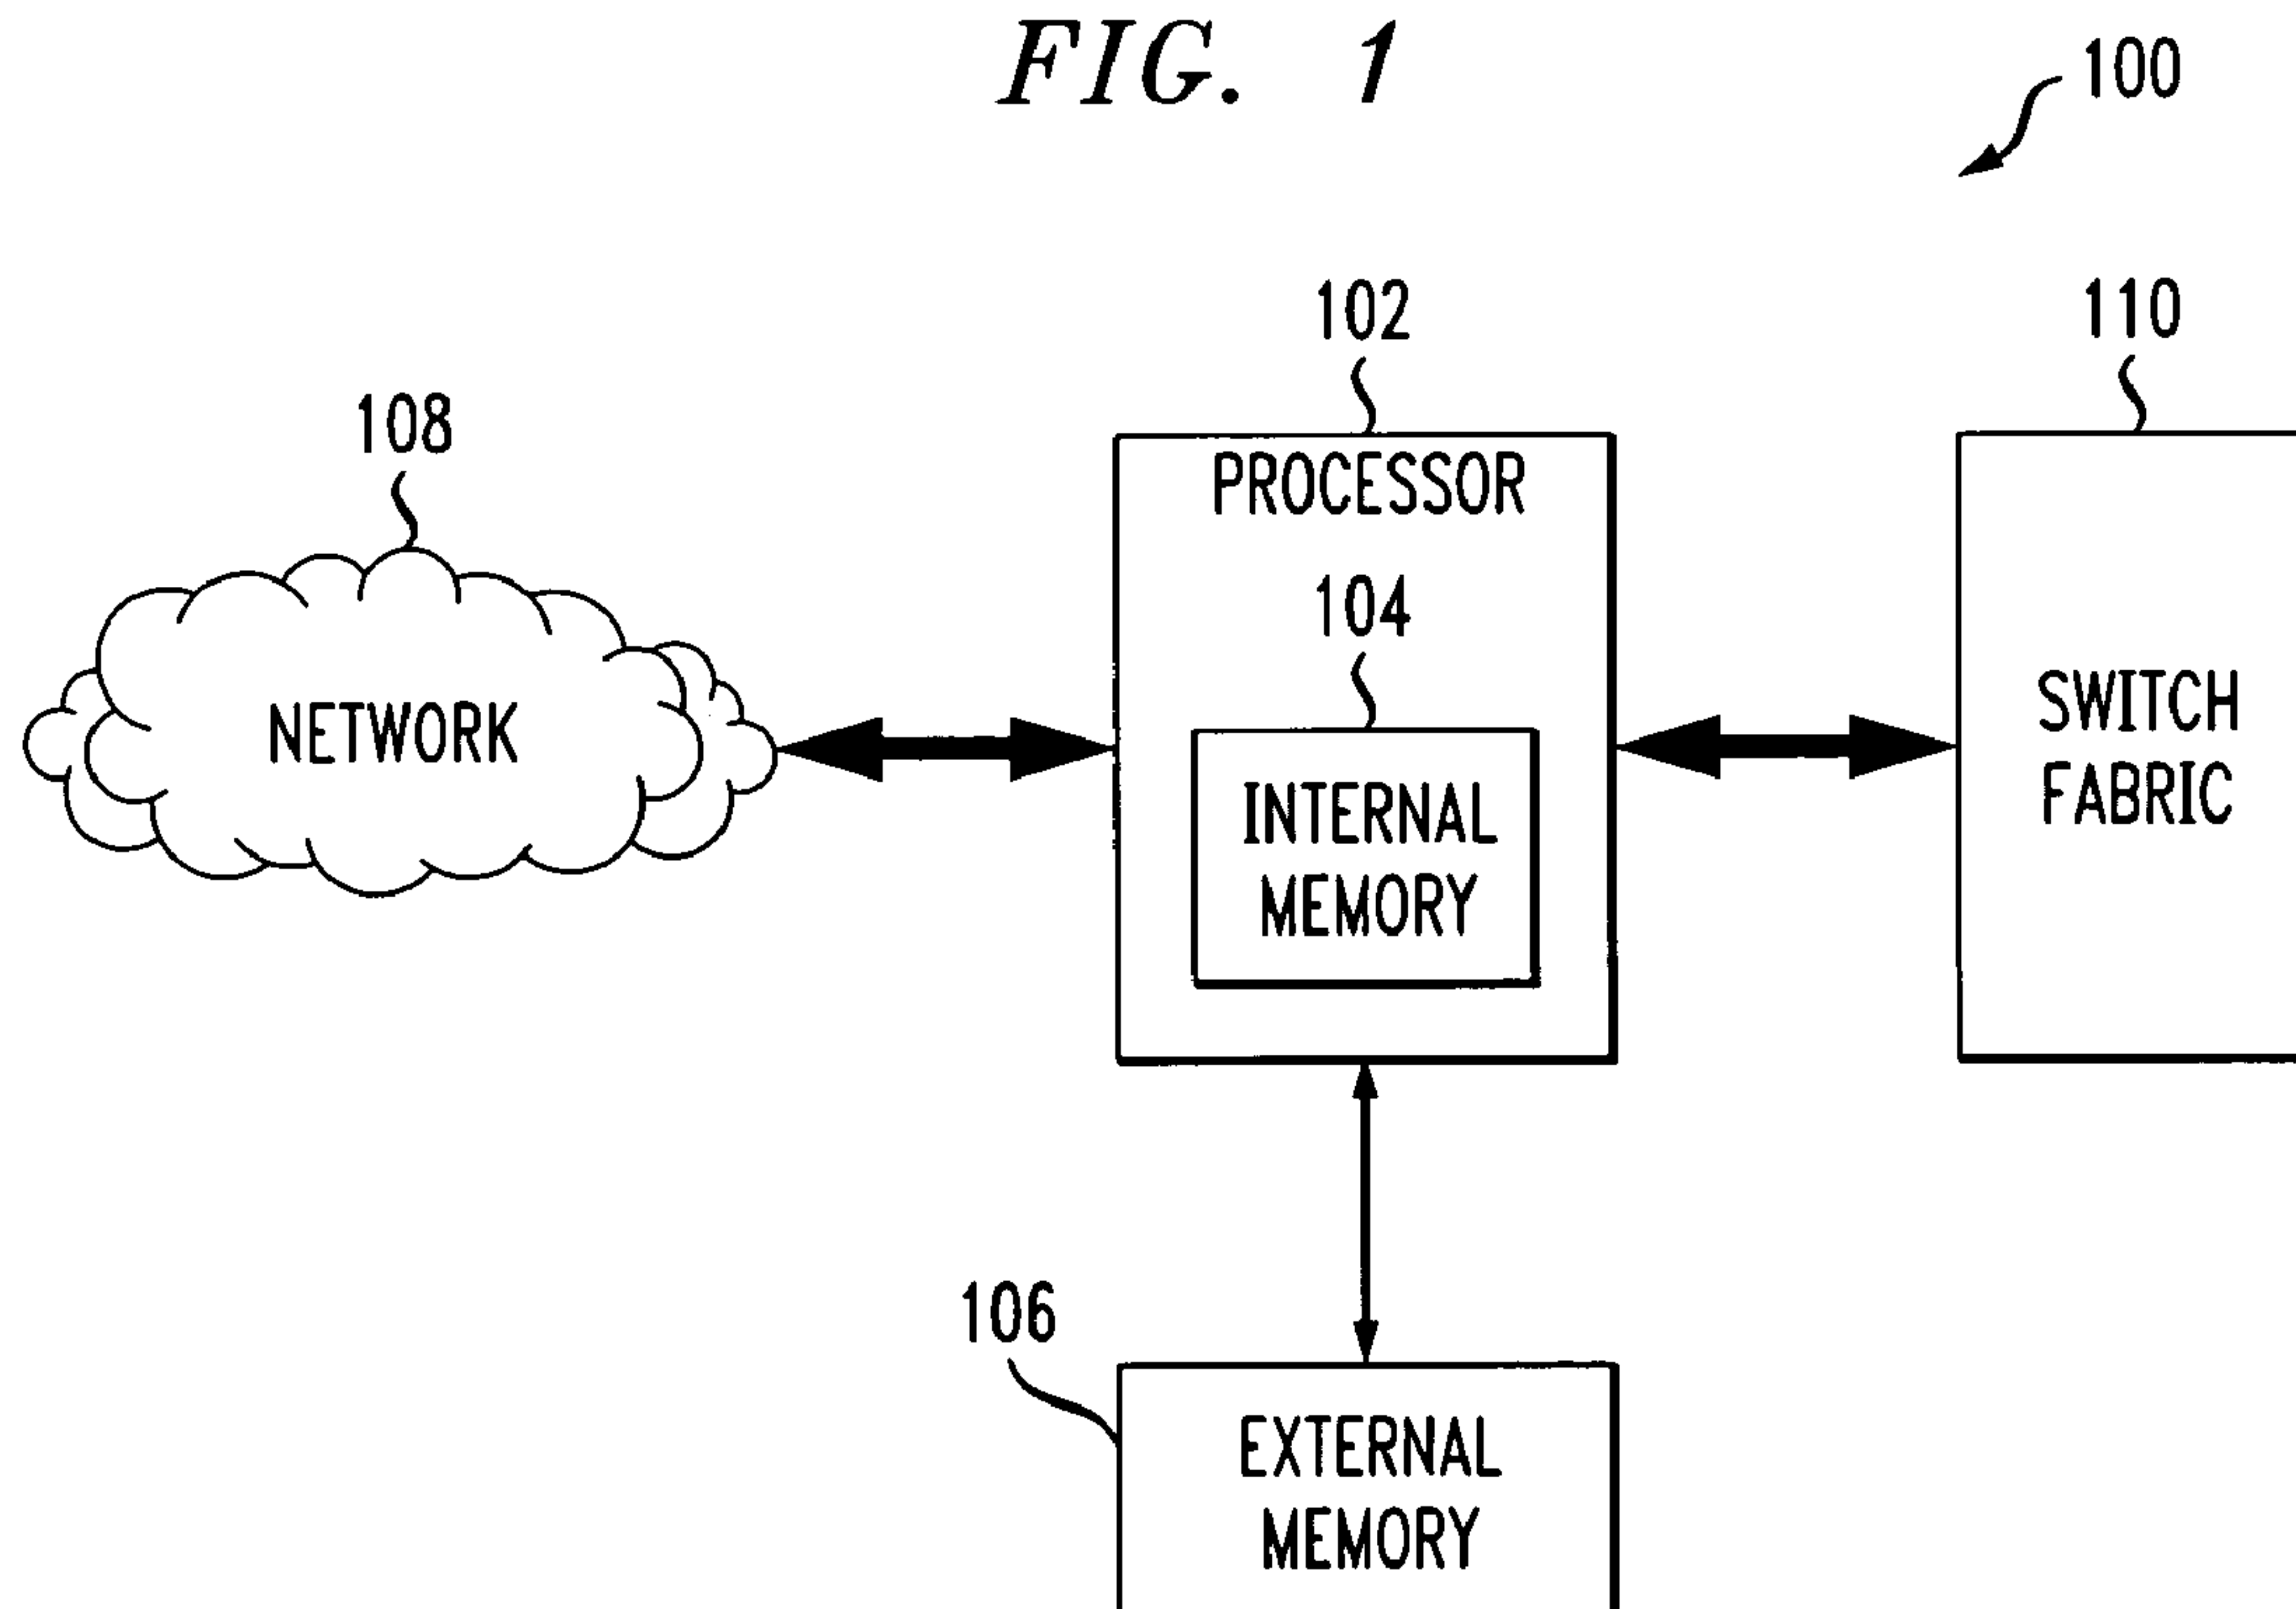 FIG. 1
100
102
110
108
PROCESSOR
104
NETWORK
SWITCH
FABRIC
INTERNAL
MEMORY
106
EXTERNAL
MEMORY